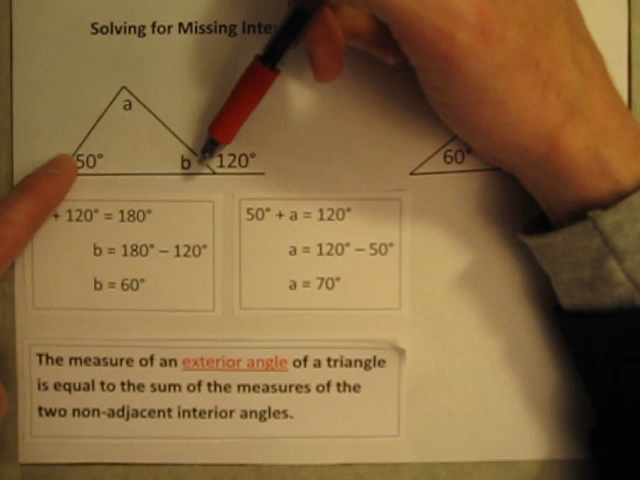 Solving for Missing
a
50°
b
120°
60°
+ 120° = 180°
b = 180° – 120°
b = 60°
50° + a = 120°
a = 120° – 50°
a = 70°
The measure of an exterior angle of a triangle
is equal to the sum of the measures of the
two non-adjacent interior angles.